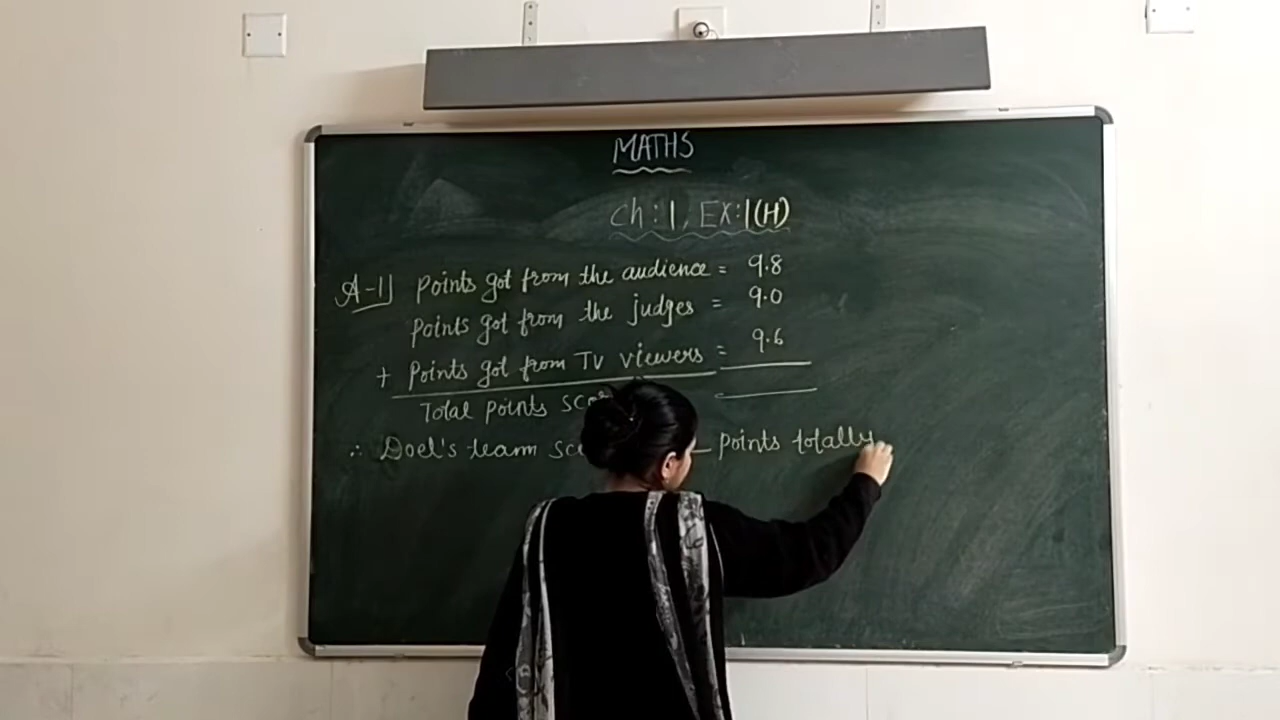 MATHS
Ch : 1, EX:1(H)
A-1] Points got from the audience = 9.8
Points got from the judges = 9.0
+ Points got from TV viewers = 9.6
Total points
∴ Doel's team points totally